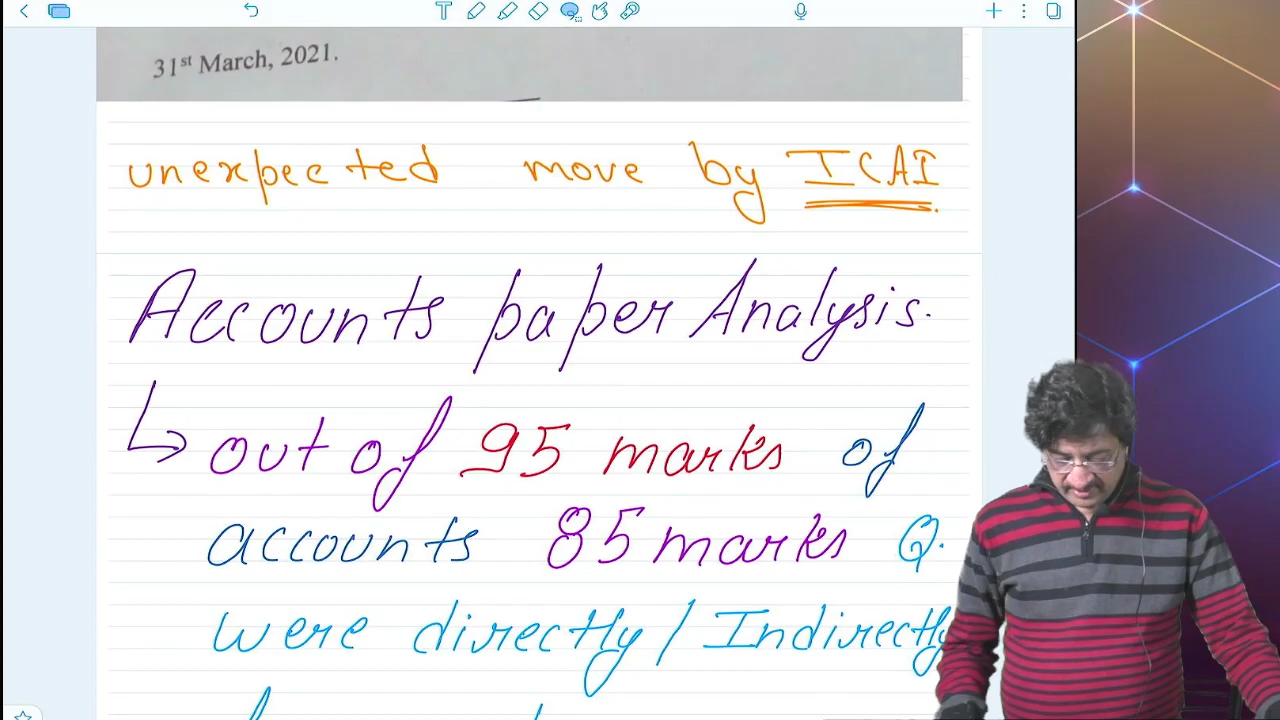 31st March, 2021.
unexpected move by ICAI.
Accounts paper Analysis.
↳ out of 95 marks of
accounts 85 marks Q.
were directly / Indirectly